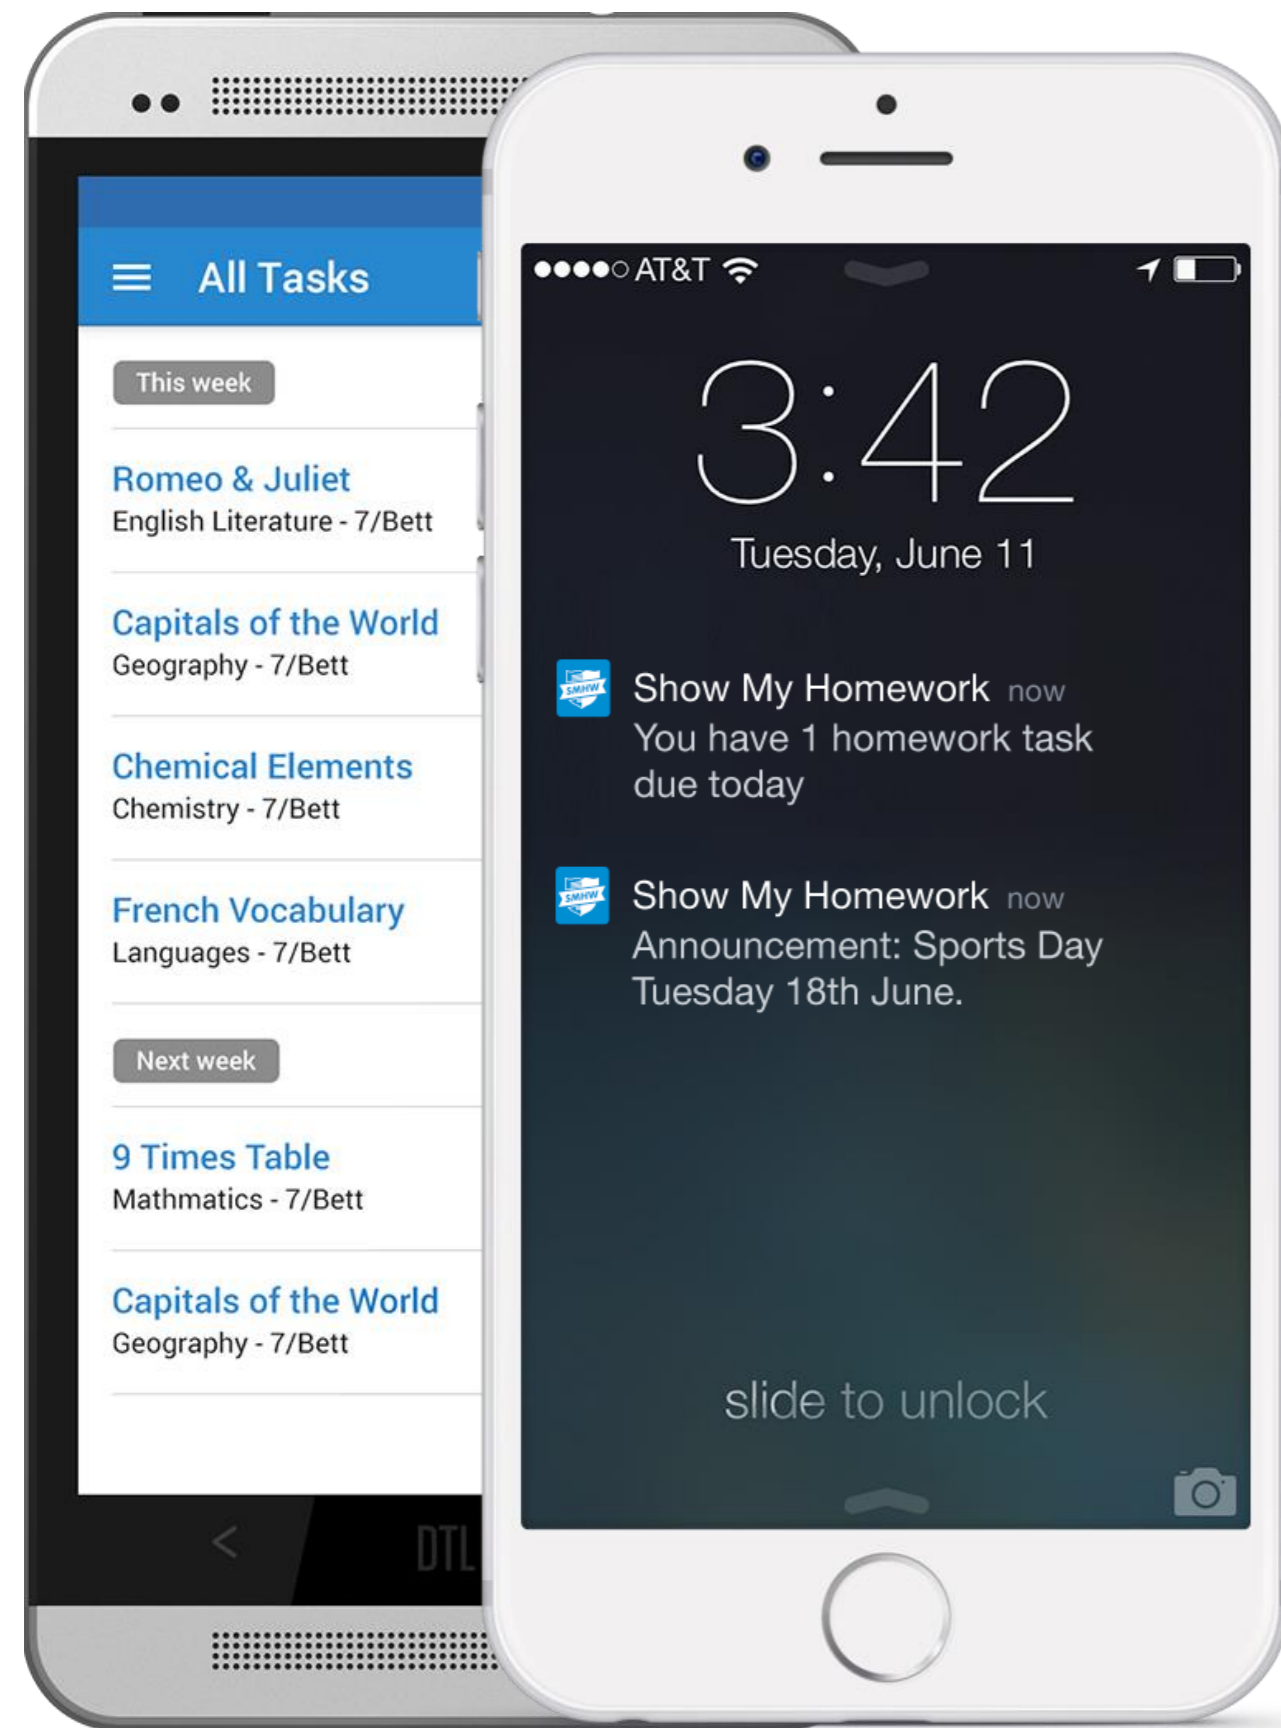 All Tasks
This week
Romeo & Juliet
English Literature - 7/Bett
Capitals of the World
Geography - 7/Bett
Chemical Elements
Chemistry - 7/Bett
French Vocabulary
Languages - 7/Bett
Next week
9 Times Table
Mathmatics - 7/Bett
Capitals of the World
Geography - 7/Bett
DTL
AT&T
3:42
Tuesday, June 11
SMHW
Show My Homework now
You have 1 homework task
due today
SMHW
Show My Homework now
Announcement: Sports Day
Tuesday 18th June.
slide to unlock